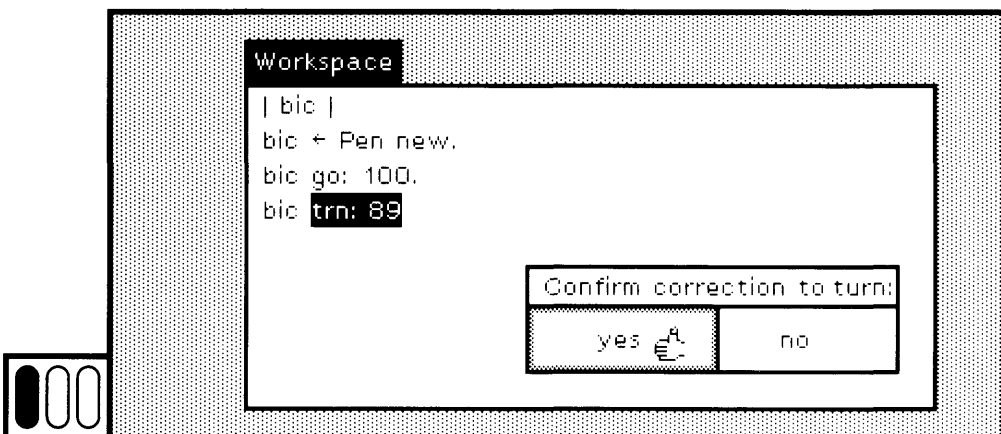 Workspace
| bic |
bic ← Pen new.
bic go: 100.
bic trn: 89
Confirm correction to turn:
yes
no